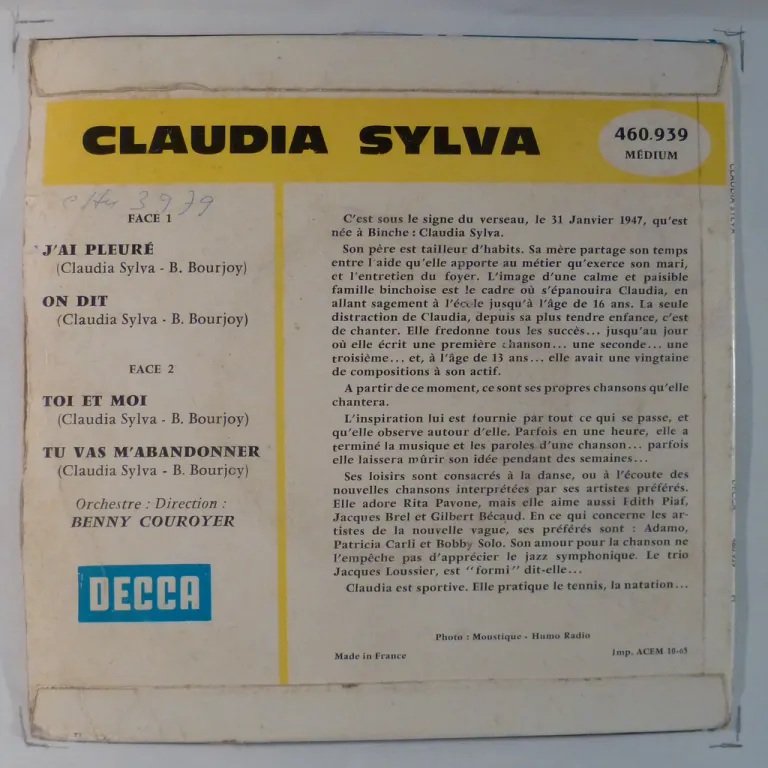 CLAUDIA SYLVA
460.939
MÉDIUM
3979
FACE 1
J'AI PLEURÉ
(Claudia Sylva - B. Bourjoy)
ON DIT
(Claudia Sylva - B. Bourjoy)
FACE 2
TOI ET MOI
(Claudia Sylva - B. Bourjoy)
TU VAS M'ABANDONNER
(Claudia Sylva - B. Bourjoy)
Orchestre : Direction :
BENNY COUROYER
DECCA
C'est sous le signe du verseau, le 31 Janvier 1947, qu'est
née à Binche : Claudia Sylva.
Son père est tailleur d'habits. Sa mère partage son temps
entre l'aide qu'elle apporte au métier qu'exerce son mari,
et l'entretien du foyer. L'image d'une calme et paisible
famille binchoise est le cadre où s'épanouira Claudia, en
allant sagement à l'école jusqu'à l'âge de 16 ans. La seule
distraction de Claudia, depuis sa plus tendre enfance, c'est
de chanter. Elle fredonne tous les succès... jusqu'au jour
où elle écrit une première chanson... une seconde... une
troisième... et, à l'âge de 13 ans... elle avait une vingtaine
de compositions à son actif.
A partir de ce moment, ce sont ses propres chansons qu'elle
chantera.
L'inspiration lui est fournie par tout ce qui se passe, et
qu'elle observe autour d'elle. Parfois en une heure, elle a
terminé la musique et les paroles d'une chanson... parfois
elle laissera mûrir son idée pendant des semaines...
Ses loisirs sont consacrés à la danse, ou à l'écoute des
nouvelles chansons interprétées par ses artistes préférés.
Elle adore Rita Pavone, mais elle aime aussi Edith Piaf,
Jacques Brel et Gilbert Bécaud. En ce qui concerne les ar-
tistes de la nouvelle vague, ses préférés sont : Adamo,
Patricia Carli et Bobby Solo. Son amour pour la chanson ne
l'empêche pas d'apprécier le jazz symphonique. Le trio
Jacques Loussier, est "formi" dit-elle...
Claudia est sportive. Elle pratique le tennis, la natation...
Photo : Moustique - Humo Radio
Made in France
Imp. ACEM 10-65
CLAUDIA SYLVA